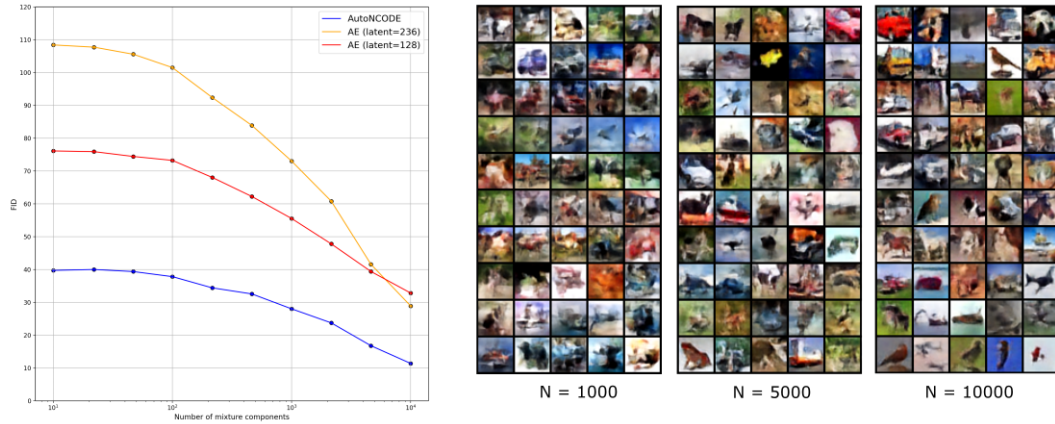 AutoNCODE
AE (latent=236)
AE (latent=128)
120
110
100
90
80
70
60
50
40
30
20
10
0
FID
10¹
10²
10³
10⁴
Number of mixture components
N = 1000
N = 5000
N = 10000